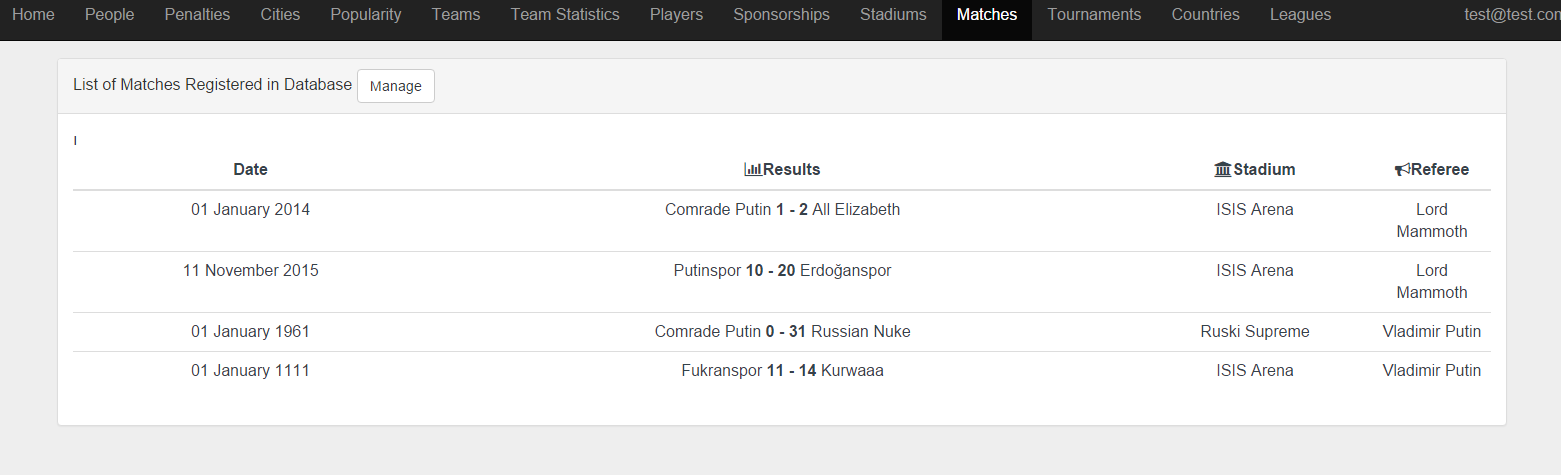 Home People Penalties Cities Popularity Teams Team Statistics Players Sponsorships Stadiums Matches Tournaments Countries Leagues test@test.com
List of Matches Registered in Database Manage
Date Results Stadium Referee
01 January 2014 Comrade Putin 1 - 2 All Elizabeth ISIS Arena Lord
Mammoth
11 November 2015 Putinspor 10 - 20 Erdoğanspor ISIS Arena Lord
Mammoth
01 January 1961 Comrade Putin 0 - 31 Russian Nuke Ruski Supreme Vladimir Putin
01 January 1111 Fukranspor 11 - 14 Kurwaaa ISIS Arena Vladimir Putin